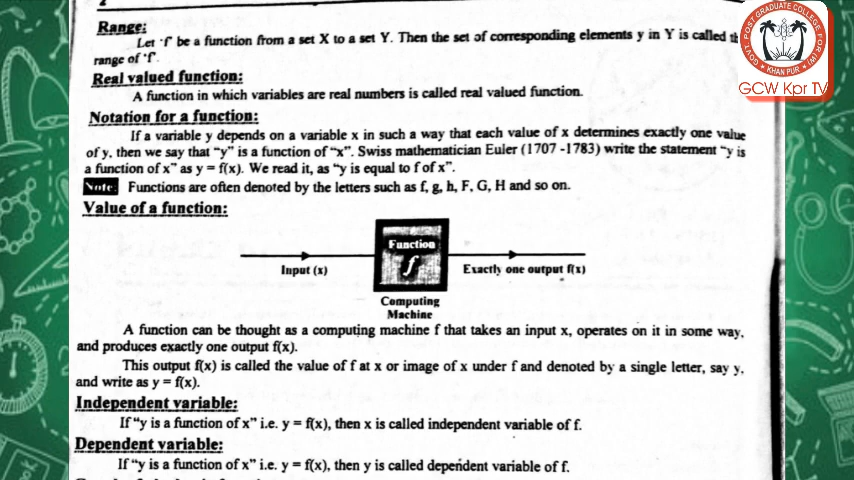 Range:
Let 'f' be a function from a set X to a set Y. Then the set of corresponding elements y in Y is called
range of 'f'.
Real valued function:
A function in which variables are real numbers is called real valued function.
Notation for a function:
If a variable y depends on a variable x in such a way that each value of x determines exactly one value
of y, then we say that "y" is a function of "x". Swiss mathematician Euler (1707 -1783) write the statement "y is
a function of x" as y = f(x). We read it, as "y is equal to f of x".
Note: Functions are often denoted by the letters such as f, g, h, F, G, H and so on.
Value of a function:
Function
f
Input (x)
Exactly one output f(x)
Computing
Machine
A function can be thought as a computing machine f that takes an input x, operates on it in some way,
and produces exactly one output f(x).
This output f(x) is called the value of f at x or image of x under f and denoted by a single letter, say y,
and write as y = f(x).
Independent variable:
If "y is a function of x" i.e. y = f(x), then x is called independent variable of f.
Dependent variable:
If "y is a function of x" i.e. y = f(x), then y is called dependent variable of f.
GOVT. POST GRADUATE COLLEGE FOR (W)
KHAN PUR
GCW Kpr TV